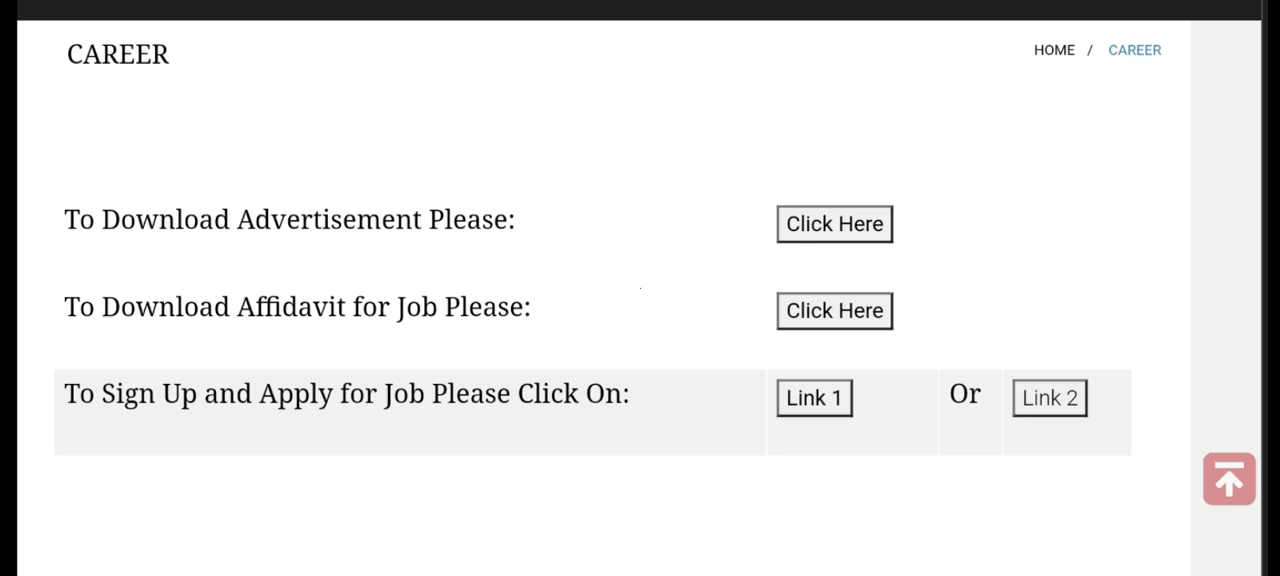 CAREER
HOME / CAREER
To Download Advertisement Please: Click Here
To Download Affidavit for Job Please: Click Here
To Sign Up and Apply for Job Please Click On: Link 1 Or Link 2